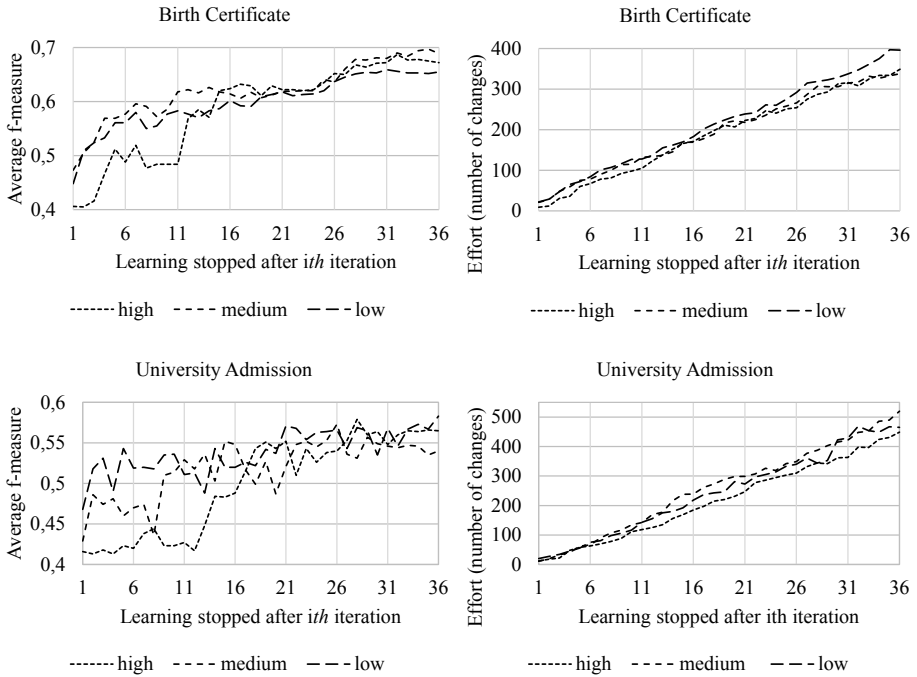 Birth Certificate
Average f-measure
0,7
0,6
0,5
0,4
1 6 11 16 21 26 31 36
Learning stopped after ith iteration
high medium low
Birth Certificate
Effort (number of changes)
400
300
200
100
0
1 6 11 16 21 26 31 36
Learning stopped after ith iteration
high medium low
University Admission
Average f-measure
0,6
0,55
0,5
0,45
0,4
1 6 11 16 21 26 31 36
Learning stopped after ith iteration
high medium low
University Admission
Effort (number of changes)
500
400
300
200
100
0
1 6 11 16 21 26 31 36
Learning stopped after ith iteration
high medium low